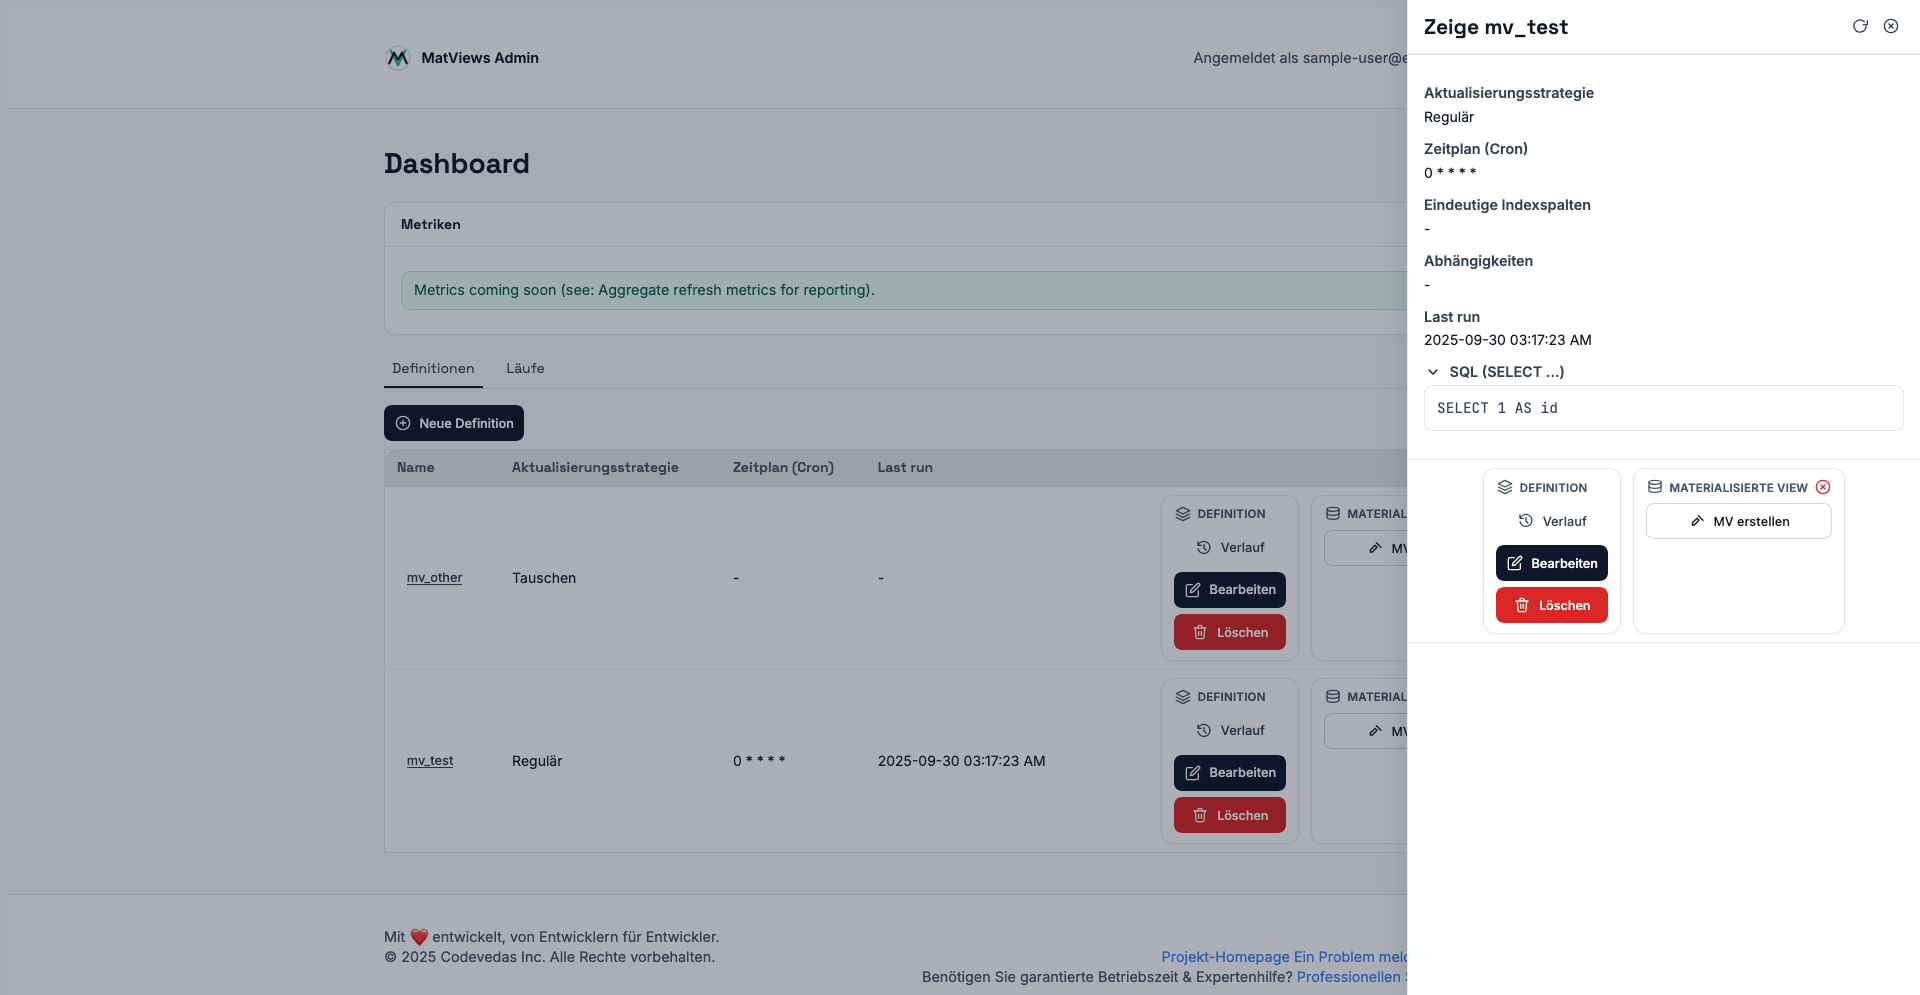 MatViews Admin
Angemeldet als sample-user@e
Dashboard
Metriken
Metrics coming soon (see: Aggregate refresh metrics for reporting).
Definitionen Läufe
Neue Definition
Name Aktualisierungsstrategie Zeitplan (Cron) Last run
DEFINITION MATERIAL
Verlauf MV
mv_other Tauschen - -
Bearbeiten
Löschen
DEFINITION MATERIAL
Verlauf MV
mv_test Regulär 0 * * * * 2025-09-30 03:17:23 AM
Bearbeiten
Löschen
Mit ❤️ entwickelt, von Entwicklern für Entwickler.
© 2025 Codevedas Inc. Alle Rechte vorbehalten.
Projekt-Homepage Ein Problem meld
Benötigen Sie garantierte Betriebszeit & Expertenhilfe? Professionellen S
Zeige mv_test
Aktualisierungsstrategie
Regulär
Zeitplan (Cron)
0 * * * *
Eindeutige Indexspalten
-
Abhängigkeiten
-
Last run
2025-09-30 03:17:23 AM
SQL (SELECT …)
SELECT 1 AS id
DEFINITION
Verlauf
Bearbeiten
Löschen
MATERIALISIERTE VIEW
MV erstellen